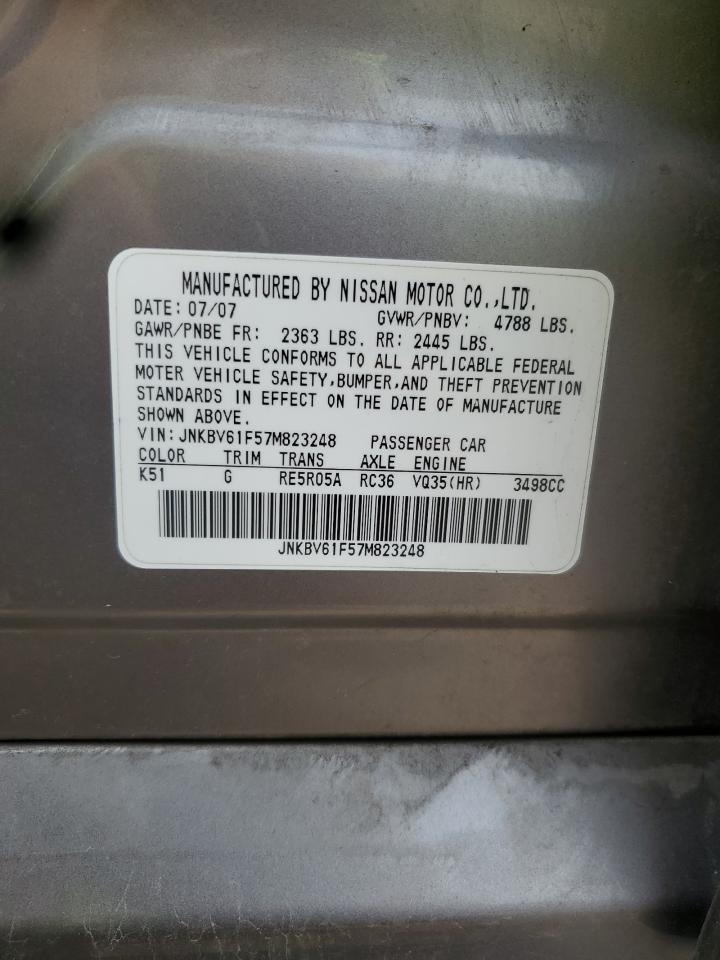 MANUFACTURED BY NISSAN MOTOR CO.,LTD.
DATE: 07/07 GVWR/PNBV: 4788 LBS.
GAWR/PNBE FR: 2363 LBS. RR: 2445 LBS.
THIS VEHICLE CONFORMS TO ALL APPLICABLE FEDERAL
MOTER VEHICLE SAFETY,BUMPER,AND THEFT PREVENTION
STANDARDS IN EFFECT ON THE DATE OF MANUFACTURE
SHOWN ABOVE.
VIN:JNKBV61F57M823248 PASSENGER CAR
COLOR TRIM TRANS AXLE ENGINE
K51 G RE5R05A RC36 VQ35(HR) 3498CC
JNKBV61F57M823248